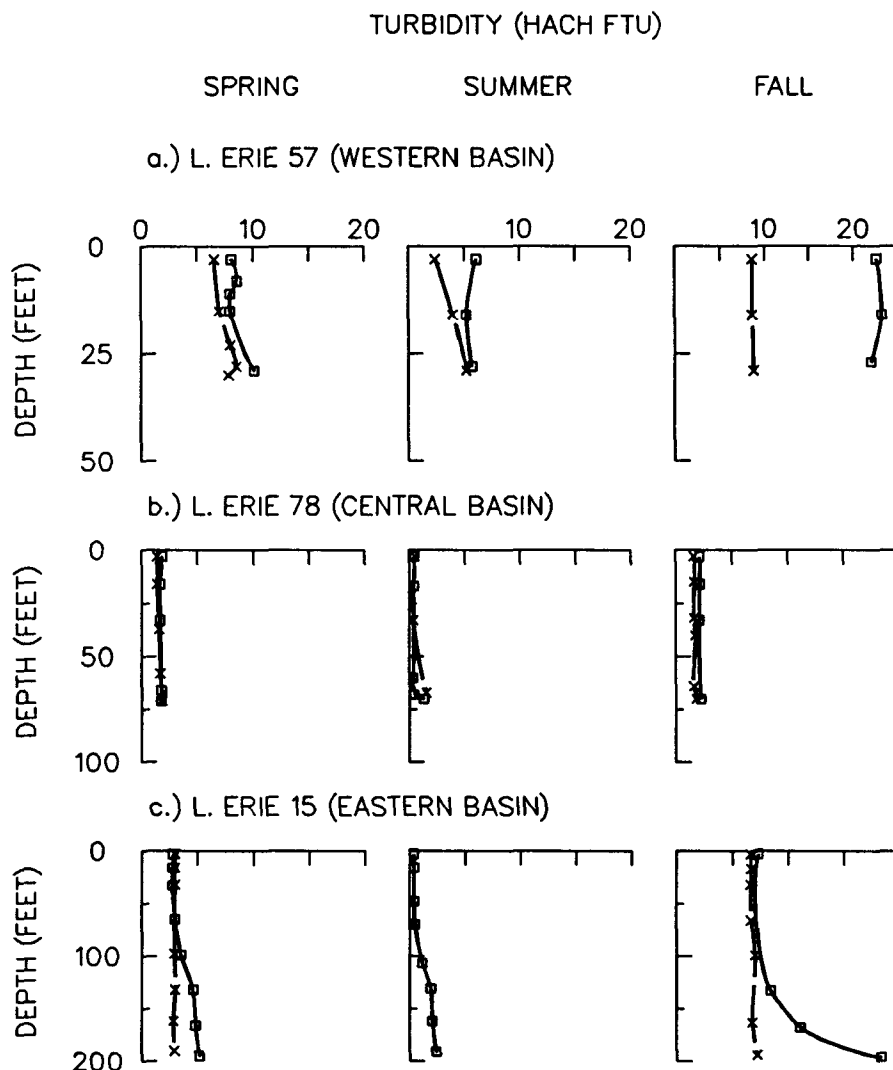 TURBIDITY (HACH FTU)
SPRING SUMMER FALL
a.) L. ERIE 57 (WESTERN BASIN)
0 10 20 10 20 10 20
DEPTH (FEET)
0
25
50
b.) L. ERIE 78 (CENTRAL BASIN)
DEPTH (FEET)
0
50
100
c.) L. ERIE 15 (EASTERN BASIN)
DEPTH (FEET)
0
100
200